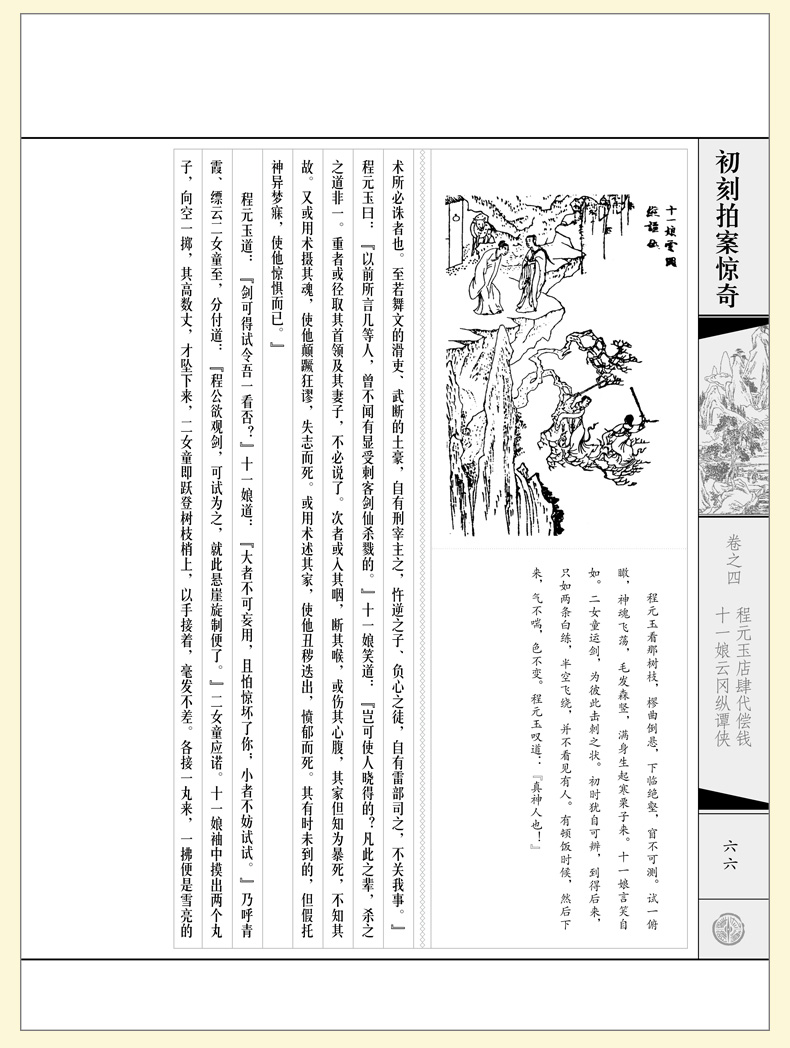 初刻拍案惊奇
卷之四
程元玉店肆代偿钱
十一娘云冈纵谭侠
六六
十一娘云冈
纵谭侠
程元玉看那树枝，樛曲倒悬，下临绝壑，窅不可测。试一俯
瞰，神魂飞荡，毛发森竖，满身生起寒栗子来。十一娘言笑自
如。二女童运剑，为彼此击刺之状。初时犹自可辨，到得后来，
只如两条白练，半空飞绕，并不看见有人。有顿饭时候，然后下
来，气不喘，色不变。程元玉叹道：『真神人也！』
术所必诛者也。至若舞文的滑吏、武断的土豪，自有刑宰主之，忤逆之子、负心之徒，自有雷部司之，不关我事。』
程元玉曰：『以前所言几等人，曾不闻有显受刺客剑仙杀戮的。』十一娘笑道：『岂可使人晓得的？凡此之辈，杀之
之道非一。重者或径取其首领及其妻子，不必说了。次者或入其咽，断其喉，或伤其心腹，其家但知为暴死，不知其
故。又或用术摄其魂，使他颠蹶狂谬，失志而死。或用术述其家，使他丑秽迭出，愤郁而死。其有时未到的，但假托
神异梦寐，使他惊惧而已。』
程元玉道：『剑可得试令吾一看否？』十一娘道：『大者不可妄用，且怕惊坏了你；小者不妨试试。』乃呼青
霞、缥云二女童至，分付道：『程公欲观剑，可试为之，就此悬崖旋制便了。』二女童应诺。十一娘袖中摸出两个丸
子，向空一掷，其高数丈，才坠下来，二女童即跃登树枝梢上，以手接着，毫发不差。各接一丸来，一拂便是雪亮的